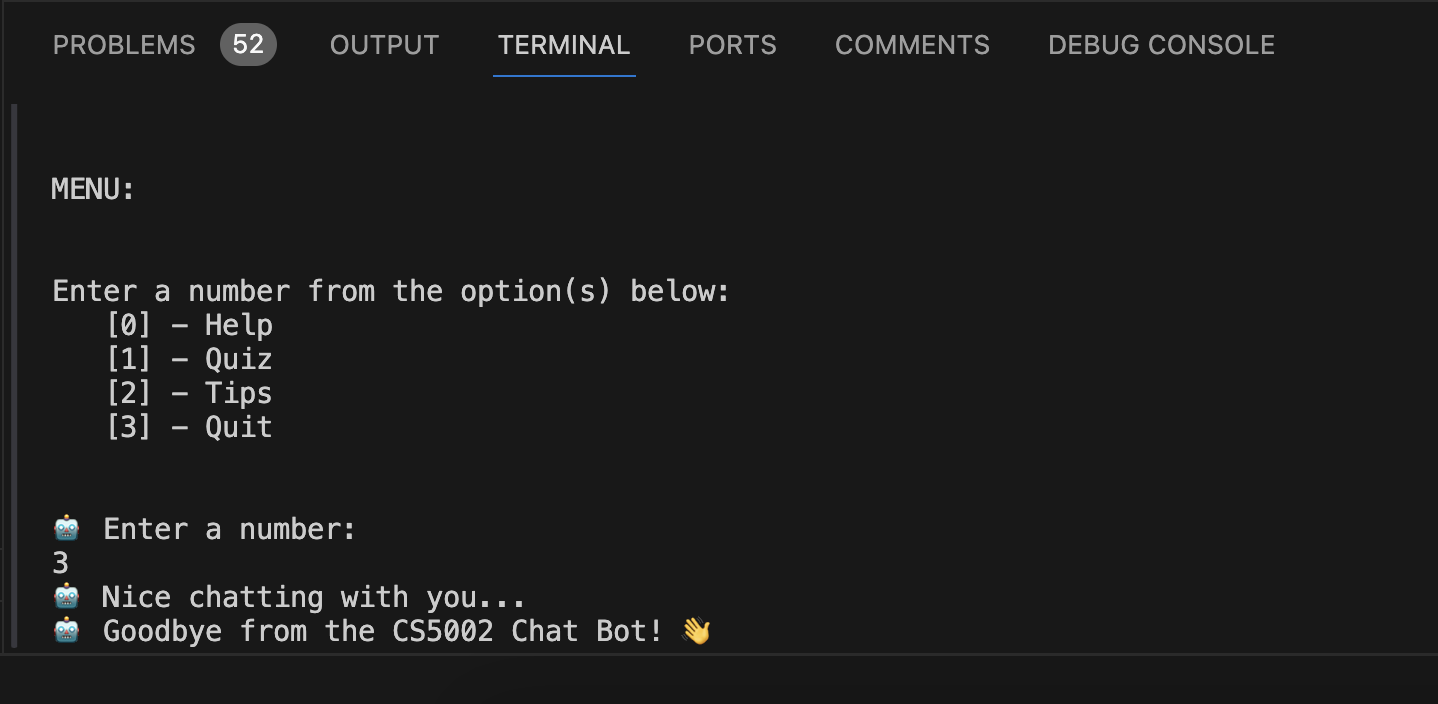 PROBLEMS 52 OUTPUT TERMINAL PORTS COMMENTS DEBUG CONSOLE
MENU:
Enter a number from the option(s) below:
[0] – Help
[1] – Quiz
[2] – Tips
[3] – Quit
🤖 Enter a number:
3
🤖 Nice chatting with you...
🤖 Goodbye from the CS5002 Chat Bot! 👋